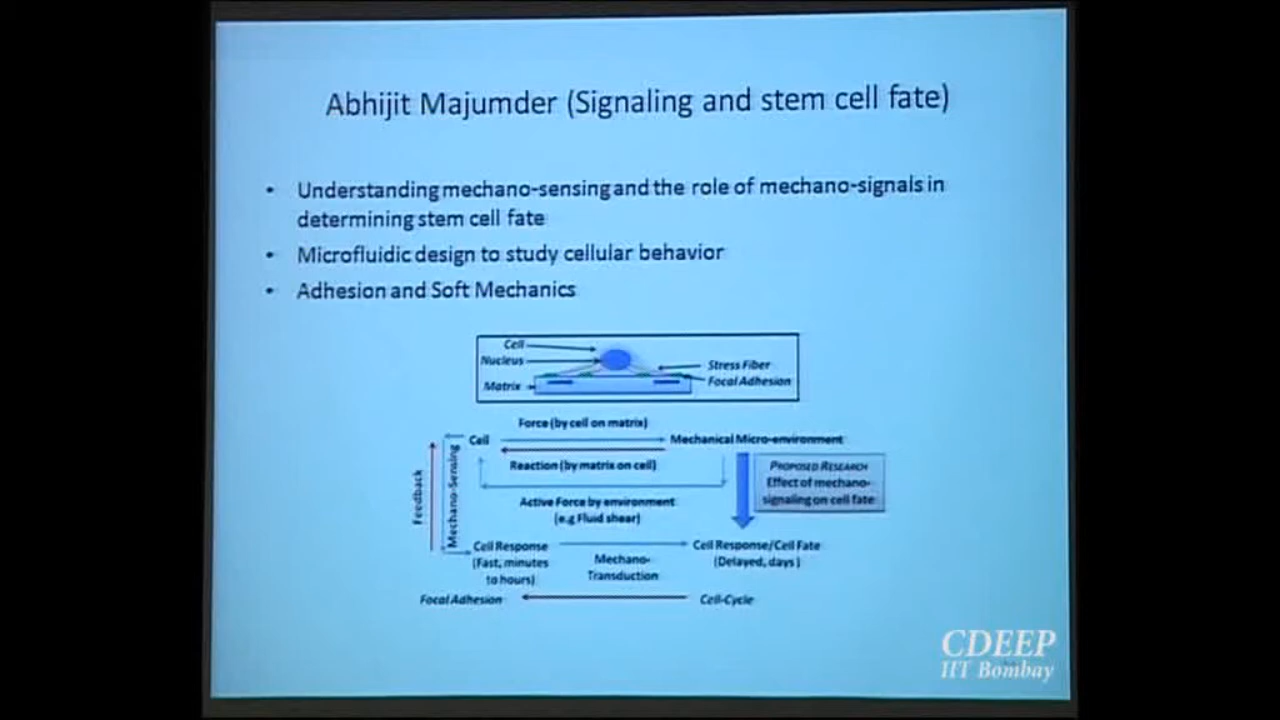 Abhijit Majumder (Signaling and stem cell fate)
• Understanding mechano-sensing and the role of mechano-signals in
determining stem cell fate
• Microfluidic design to study cellular behavior
• Adhesion and Soft Mechanics
Cell
Nucleus
Matrix
Stress Fiber
Focal Adhesion
Force (by cell on matrix)
Cell
Mechanical Micro-environment
Reaction (by matrix on cell)
PROPOSED RESEARCH
Effect of mechano-
signaling on cell fate
Feedback
Mechano-Sensing
Active Force by environment
(e.g Fluid shear)
Cell Response
(Fast, minutes
to hours)
Mechano-
Transduction
Cell Response/Cell Fate
(Delayed, days)
Focal Adhesion
Cell-Cycle
CDEEP
IIT Bombay